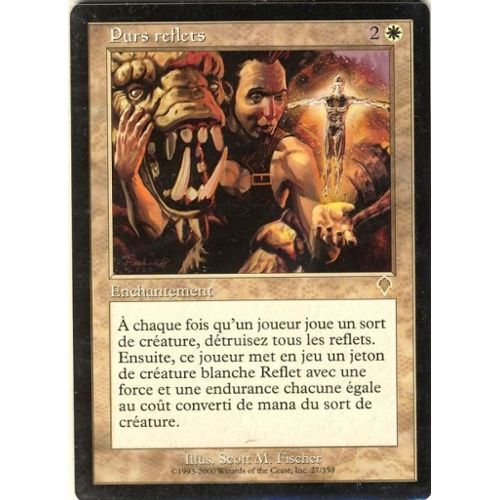 Purs reflets 2
Enchantement
À chaque fois qu'un joueur joue un sort
de créature, détruisez tous les reflets.
Ensuite, ce joueur met en jeu un jeton
de créature blanche Reflet avec une
force et une endurance chacune égale
au coût converti de mana du sort de
créature.
Illus. Scott M. Fischer
©1993-2000 Wizards of the Coast, Inc. 27/350